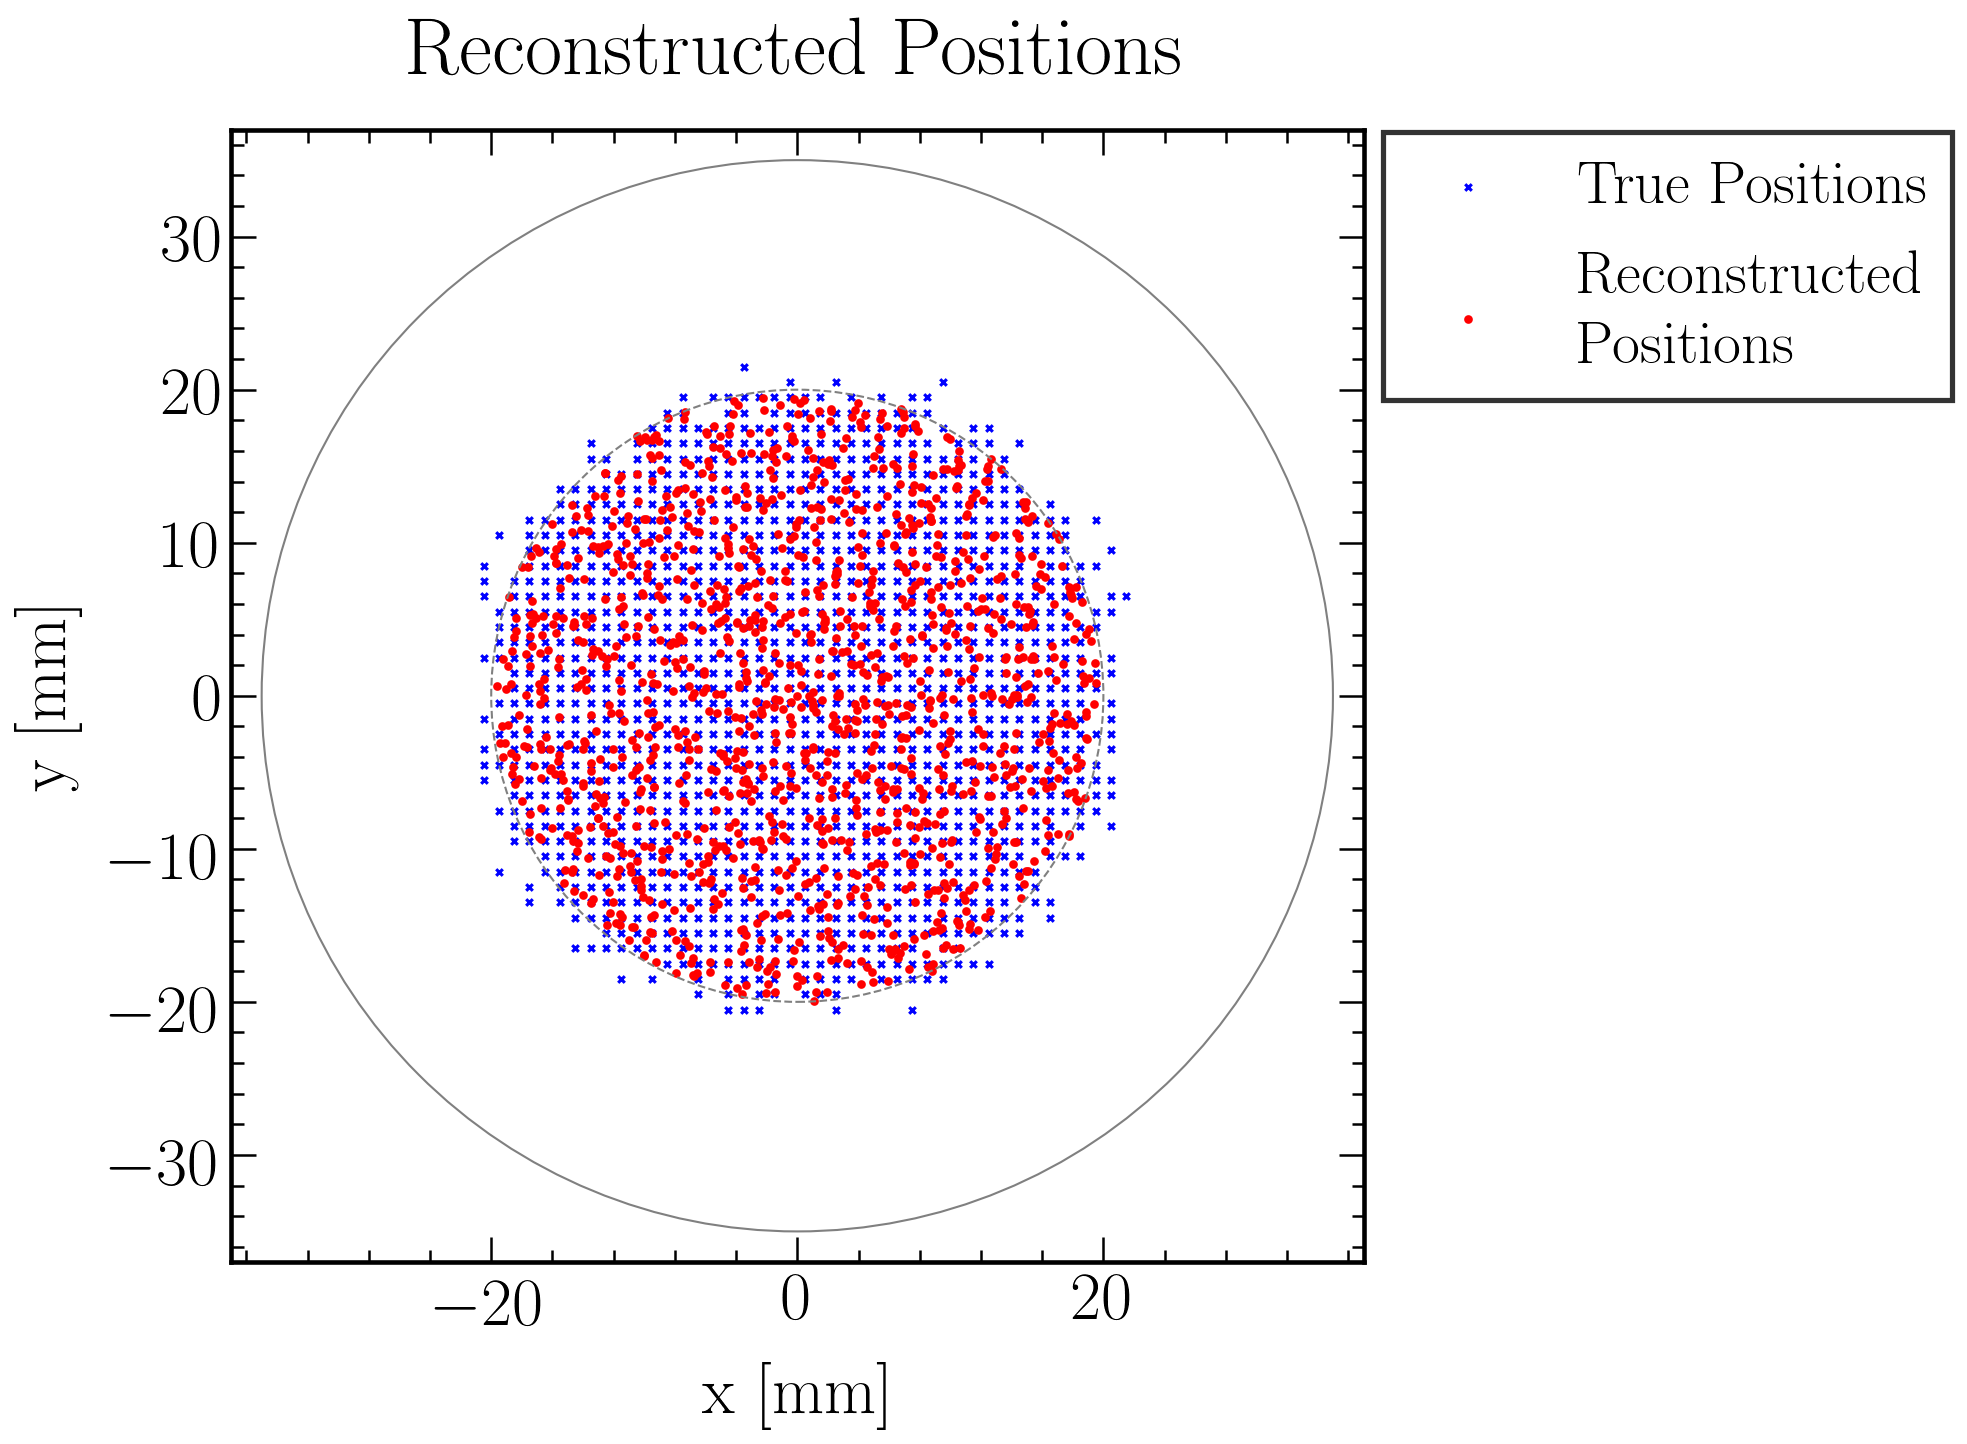 Reconstructed Positions
True Positions
Reconstructed
Positions
30
20
10
0
−10
−20
−30
y [mm]
−20
0
20
x [mm]